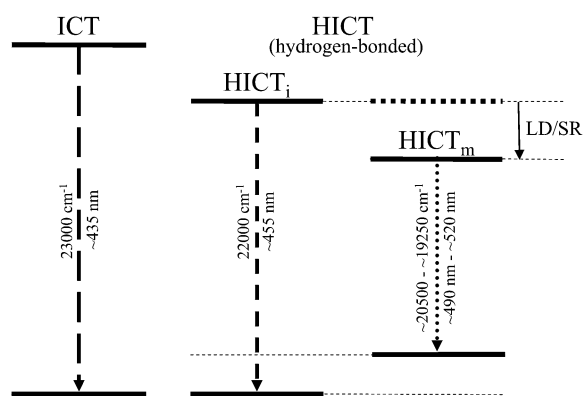 ICT
HICT
(hydrogen-bonded)
HICTi
LD/SR
HICTm
23000 cm-1
~435 nm
22000 cm-1
~455 nm
~20500 - ~19250 cm-1
~490 nm - ~520 nm